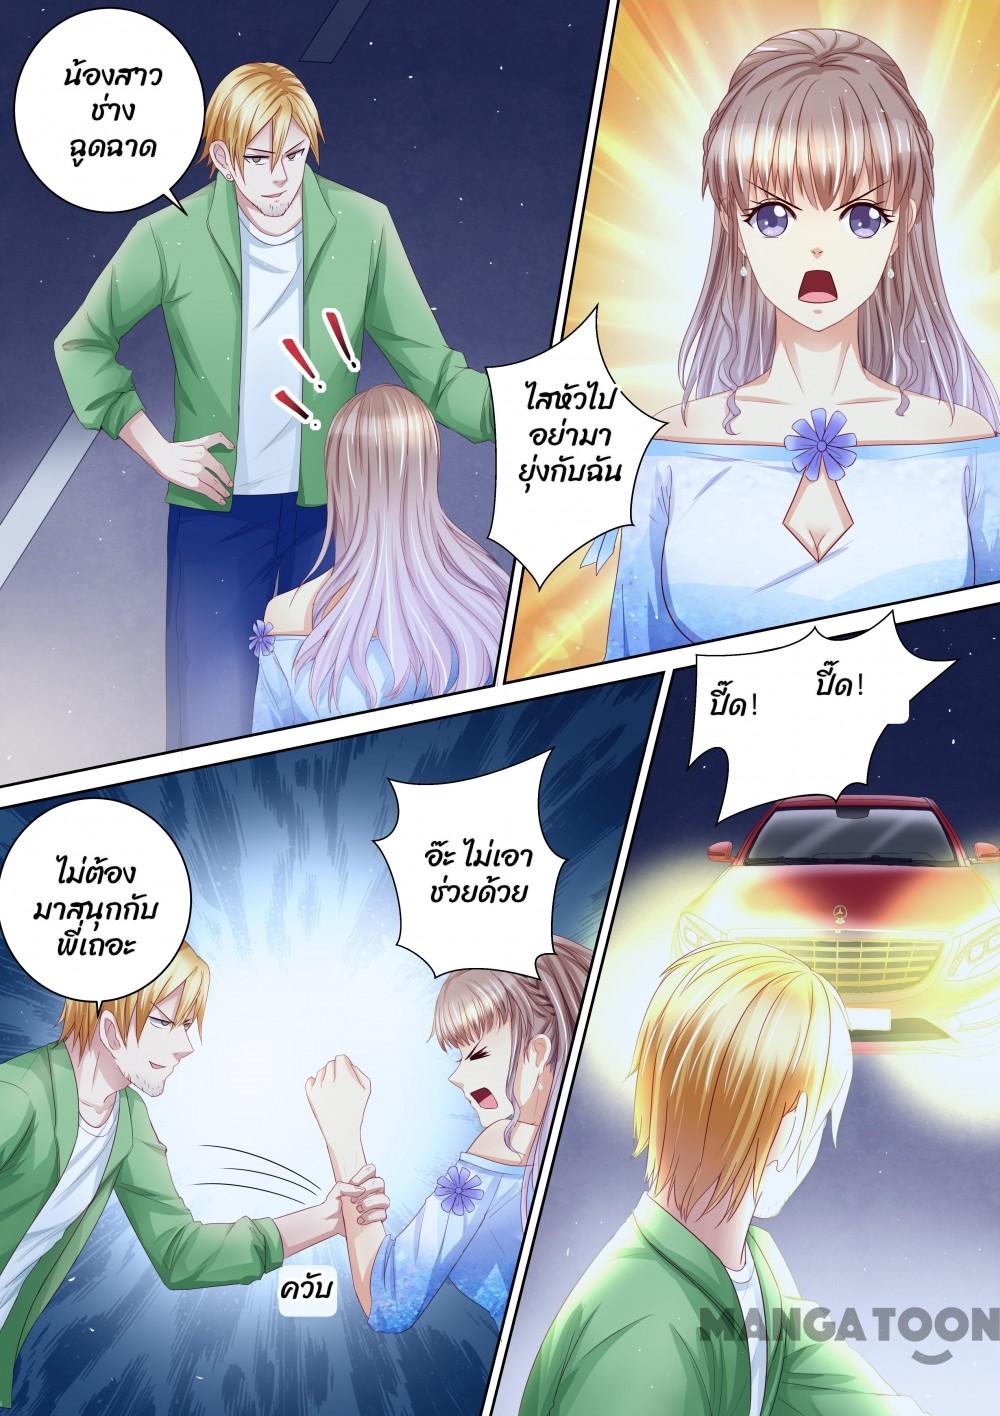 น้องสาว
ช่าง
ฉูดฉาด
ไสหัวไป
อย่ามา
ยุ่งกับฉัน
ปี๊ด!
ปี๊ด!
ไม่ต้อง
มาสนุกกับ
พี่เถอะ
อ๊ะ ไม่เอา
ช่วยด้วย
ควับ
MANGATOON